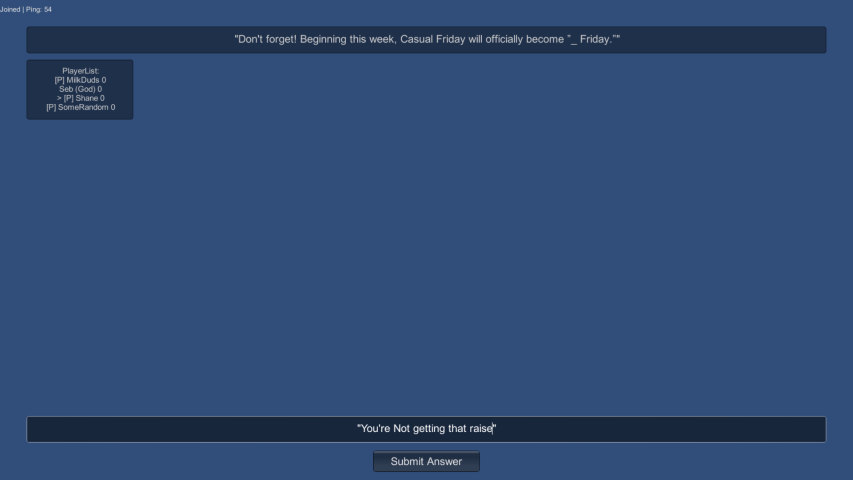 Joined | Ping: 54
"Don't forget! Beginning this week, Casual Friday will officially become "_ Friday.""
PlayerList:
[P] MilkDuds 0
Seb (God) 0
> [P] Shane 0
[P] SomeRandom 0
"You're Not getting that raise"
Submit Answer